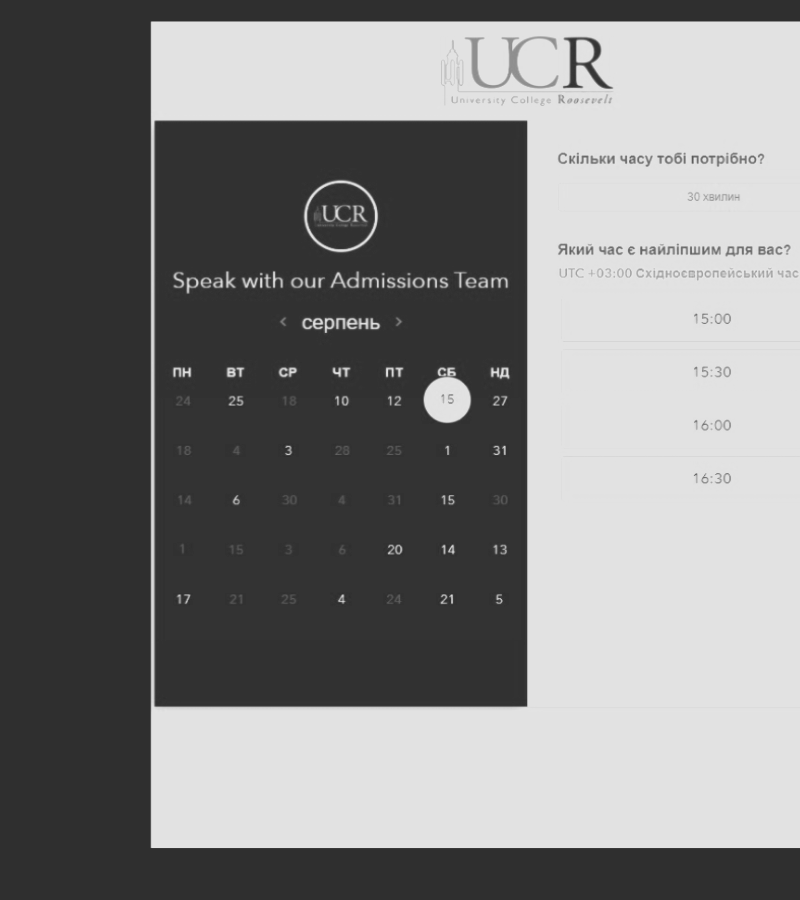 UCR
University College Roosevelt
UCR
Speak with our Admissions Team
< серпень >
ПН ВТ СР ЧТ ПТ СБ НД
24 25 18 10 12 15 27
18 4 3 28 25 1 31
14 6 30 4 31 15 30
1 15 3 6 20 14 13
17 21 25 4 24 21 5
Скільки часу тобі потрібно?
30 хвилин
Який час є найліпшим для вас?
UTC +03:00 Східноєвропейський час
15:00
15:30
16:00
16:30